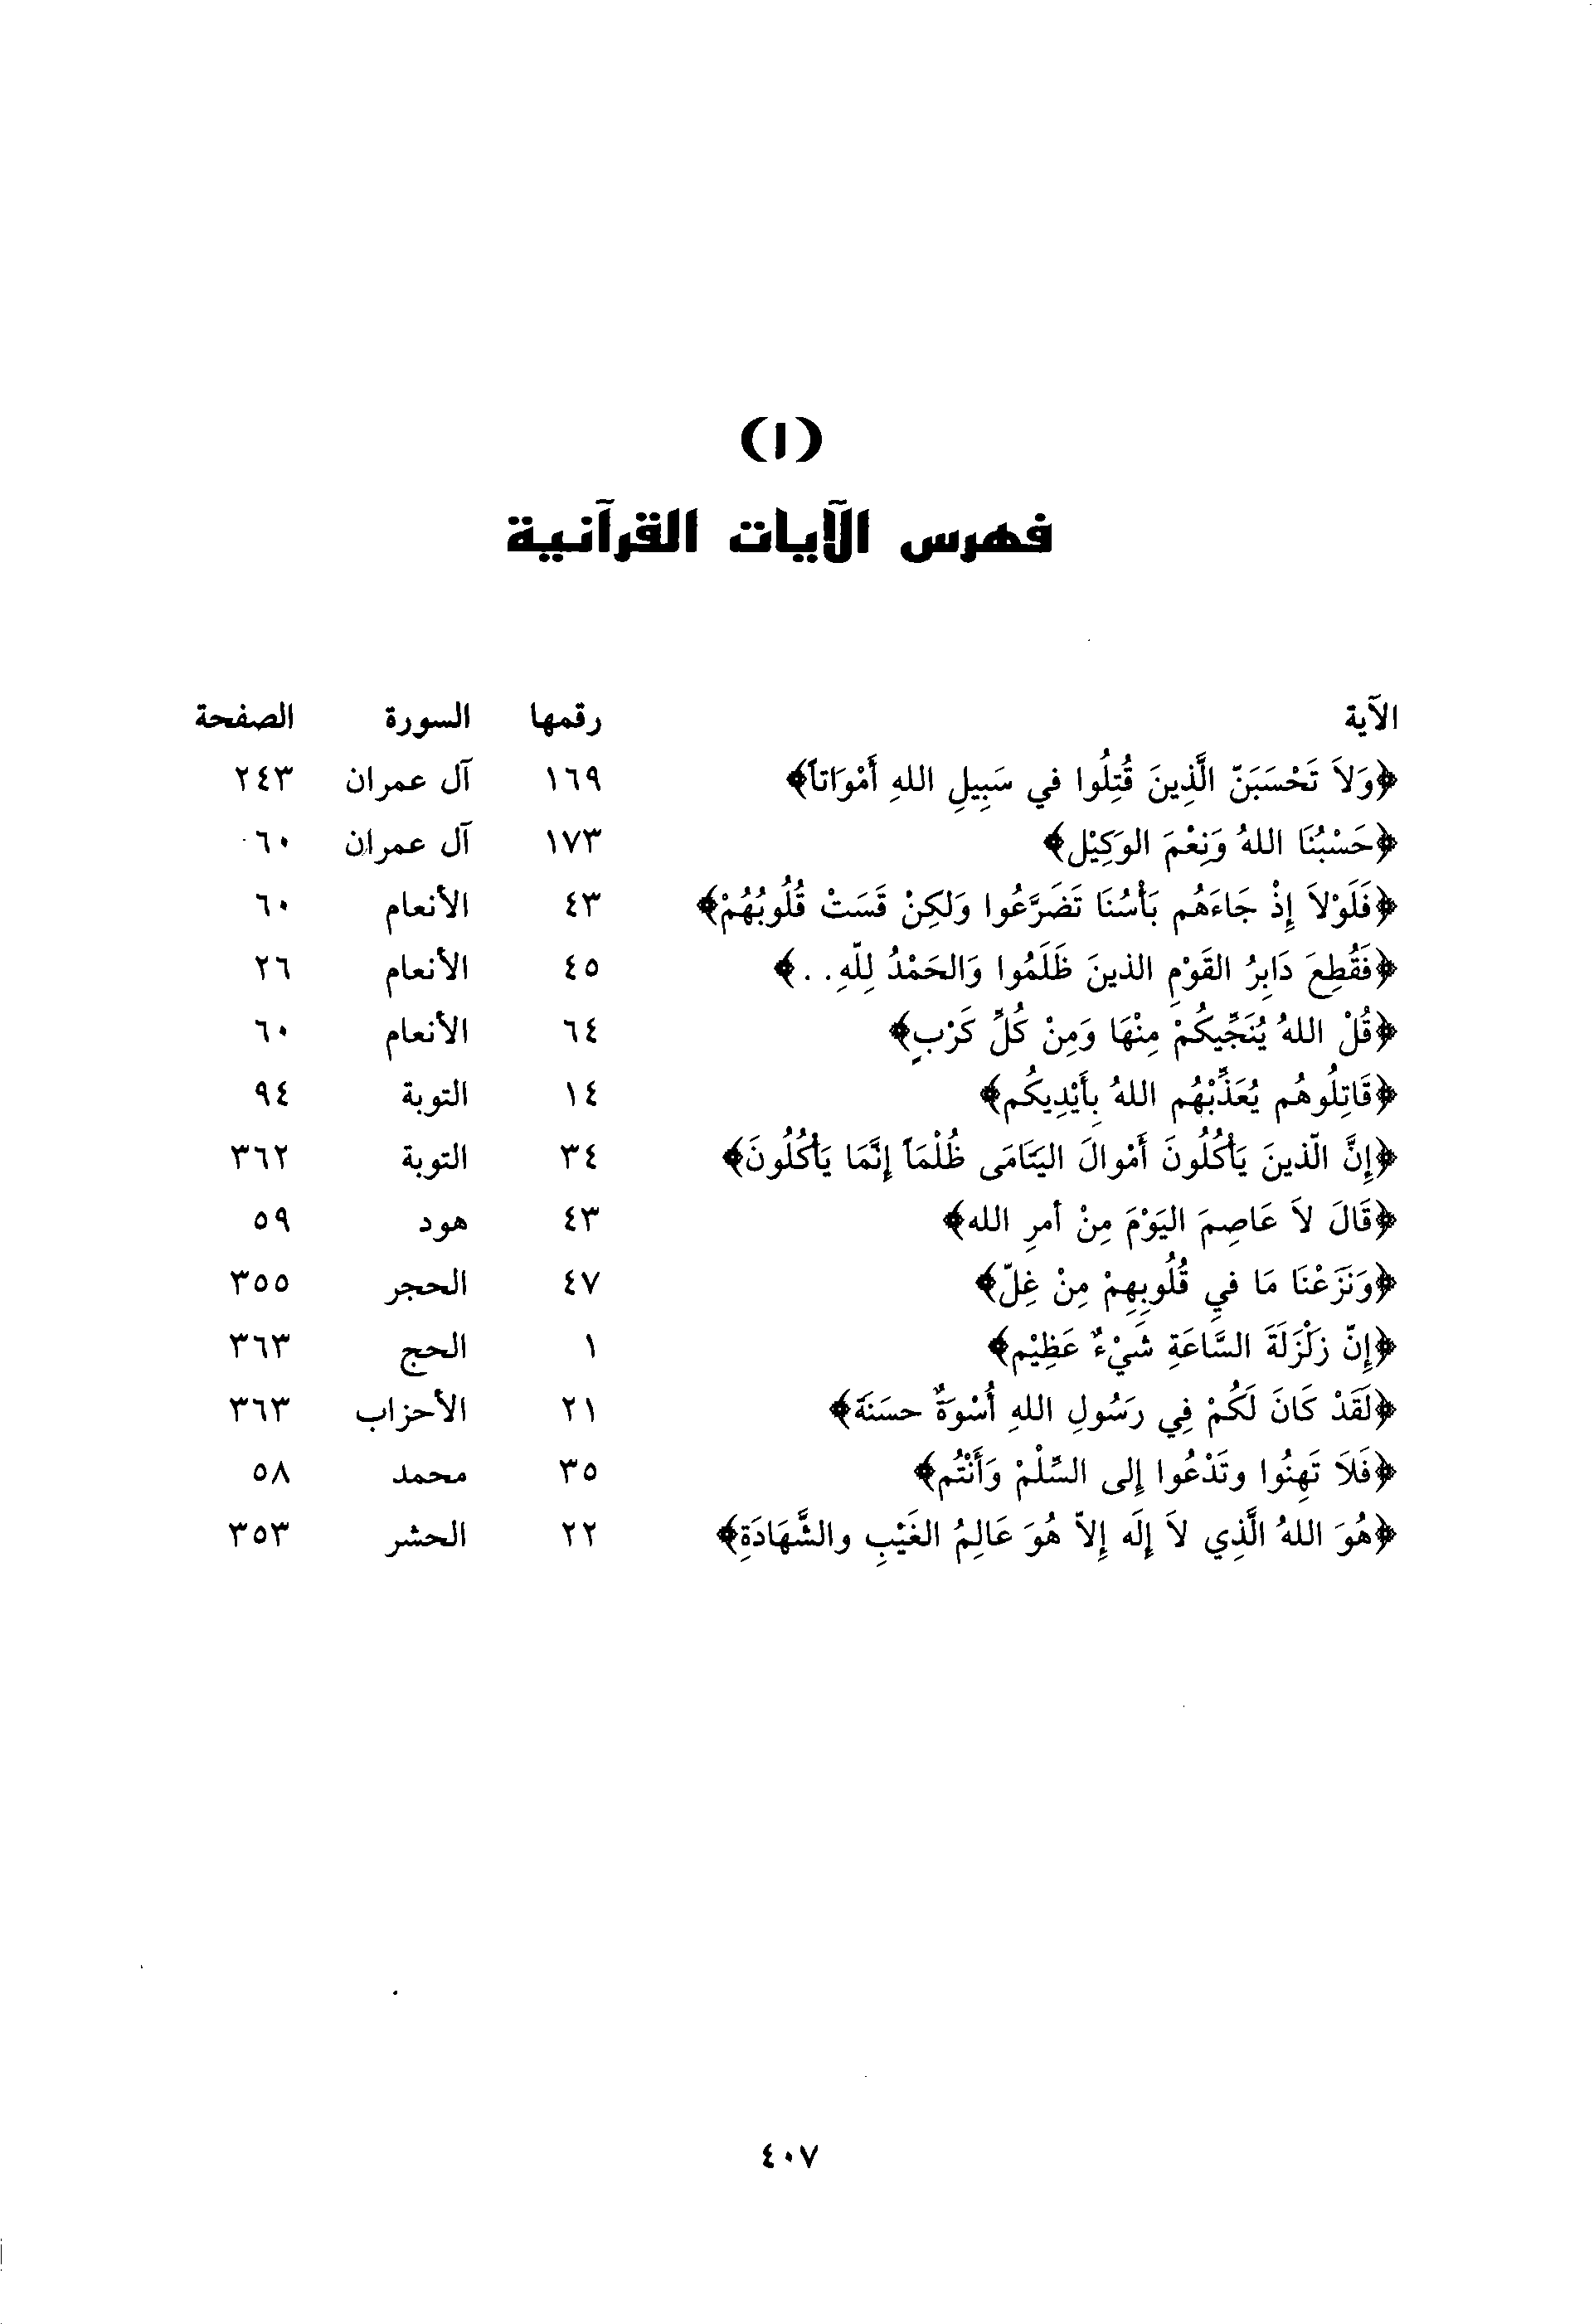 (١)
فهرس الآيات القرآنية
الآية رقمها السورة الصفحة
﴿وَلاَ تَحْسَبَنّ الَّذِينَ قُتِلُوا في سَبِيلِ اللهِ أَمْوَاتاً﴾ ١٦٩ آل عمران ٢٤٣
﴿حَسْبُنَا اللهُ وَنِعْمَ الوَكِيْل﴾ ١٧٣ آل عمران ٦٠
﴿فَلَوْلاَ إِذْ جَاءَهُم بَأْسُنَا تَضَرَّعُوا وَلكِنْ قَسَتْ قُلُوبُهُمْ﴾ ٤٣ الأنعام ٦٠
﴿فَقُطِعَ دَابِرُ القَوْمِ الذينَ ظَلَمُوا وَالحَمْدُ لِلّهِ..﴾ ٤٥ الأنعام ٢٦
﴿قُلْ اللهُ يُنَجِّيكُمْ مِنْهَا وَمِنْ كُلِّ كَرْبٍ﴾ ٦٤ الأنعام ٦٠
﴿قَاتِلُوهُم يُعَذِّبْهُم اللهُ بِأَيْدِيكُم﴾ ١٤ التوبة ٩٤
﴿إِنَّ الّذينَ يَأْكُلُونَ أَمْوالَ اليَتَامَى ظُلْمَاً إنَّمَا يَأْكُلُونَ﴾ ٣٤ التوبة ٣٦٢
﴿قَالَ لاَ عَاصِمَ اليَوْمَ مِنْ أمرِ الله﴾ ٤٣ هود ٥٩
﴿وَنَزَعْنَا مَا فيِ قُلُوبِهِمْ مِنْ غِلّ﴾ ٤٧ الحجر ٣٥٥
﴿إِنّ زَلْزَلَةَ السَّاعَةِ شَيْءٌ عَظِيْم﴾ ١ الحج ٣٦٣
﴿لَقَدْ كَانَ لَكُمْ فِي رَسُولِ اللهِ أُسْوَةٌ حسَنَة﴾ ٢١ الأحزاب ٣٦٣
﴿فَلاَ تَهِنُوا وتَدْعُوا إِلى السِّلْمْ وَأَنْتُم﴾ ٣٥ محمد ٥٨
﴿هُوَ اللهُ الَّذِي لاَ إِلَه إِلاّ هُوَ عَالِمُ الغَيْبِ والشَّهَادَةِ﴾ ٢٢ الحشر ٣٥٣
٤٠٧